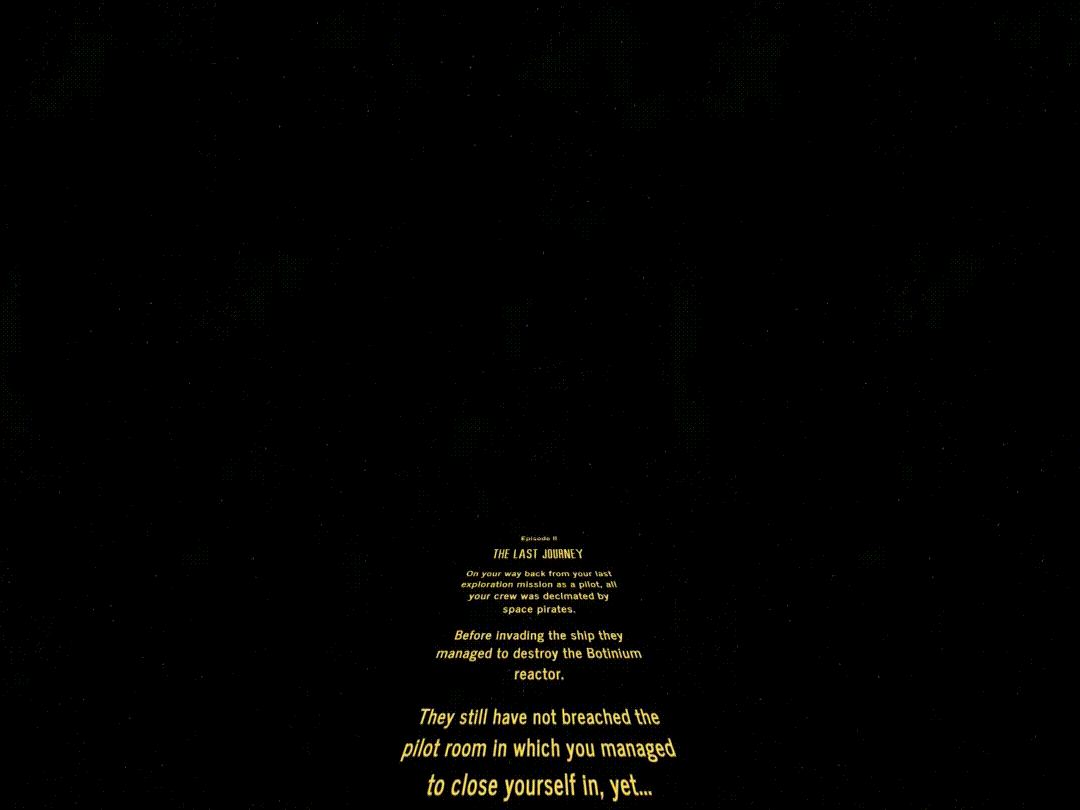 Episode II
THE LAST JOURNEY
On your way back from your last
exploration mission as a pilot, all
your crew was decimated by
space pirates.
Before invading the ship they
managed to destroy the Botinium
reactor.
They still have not breached the
pilot room in which you managed
to close yourself in, yet...